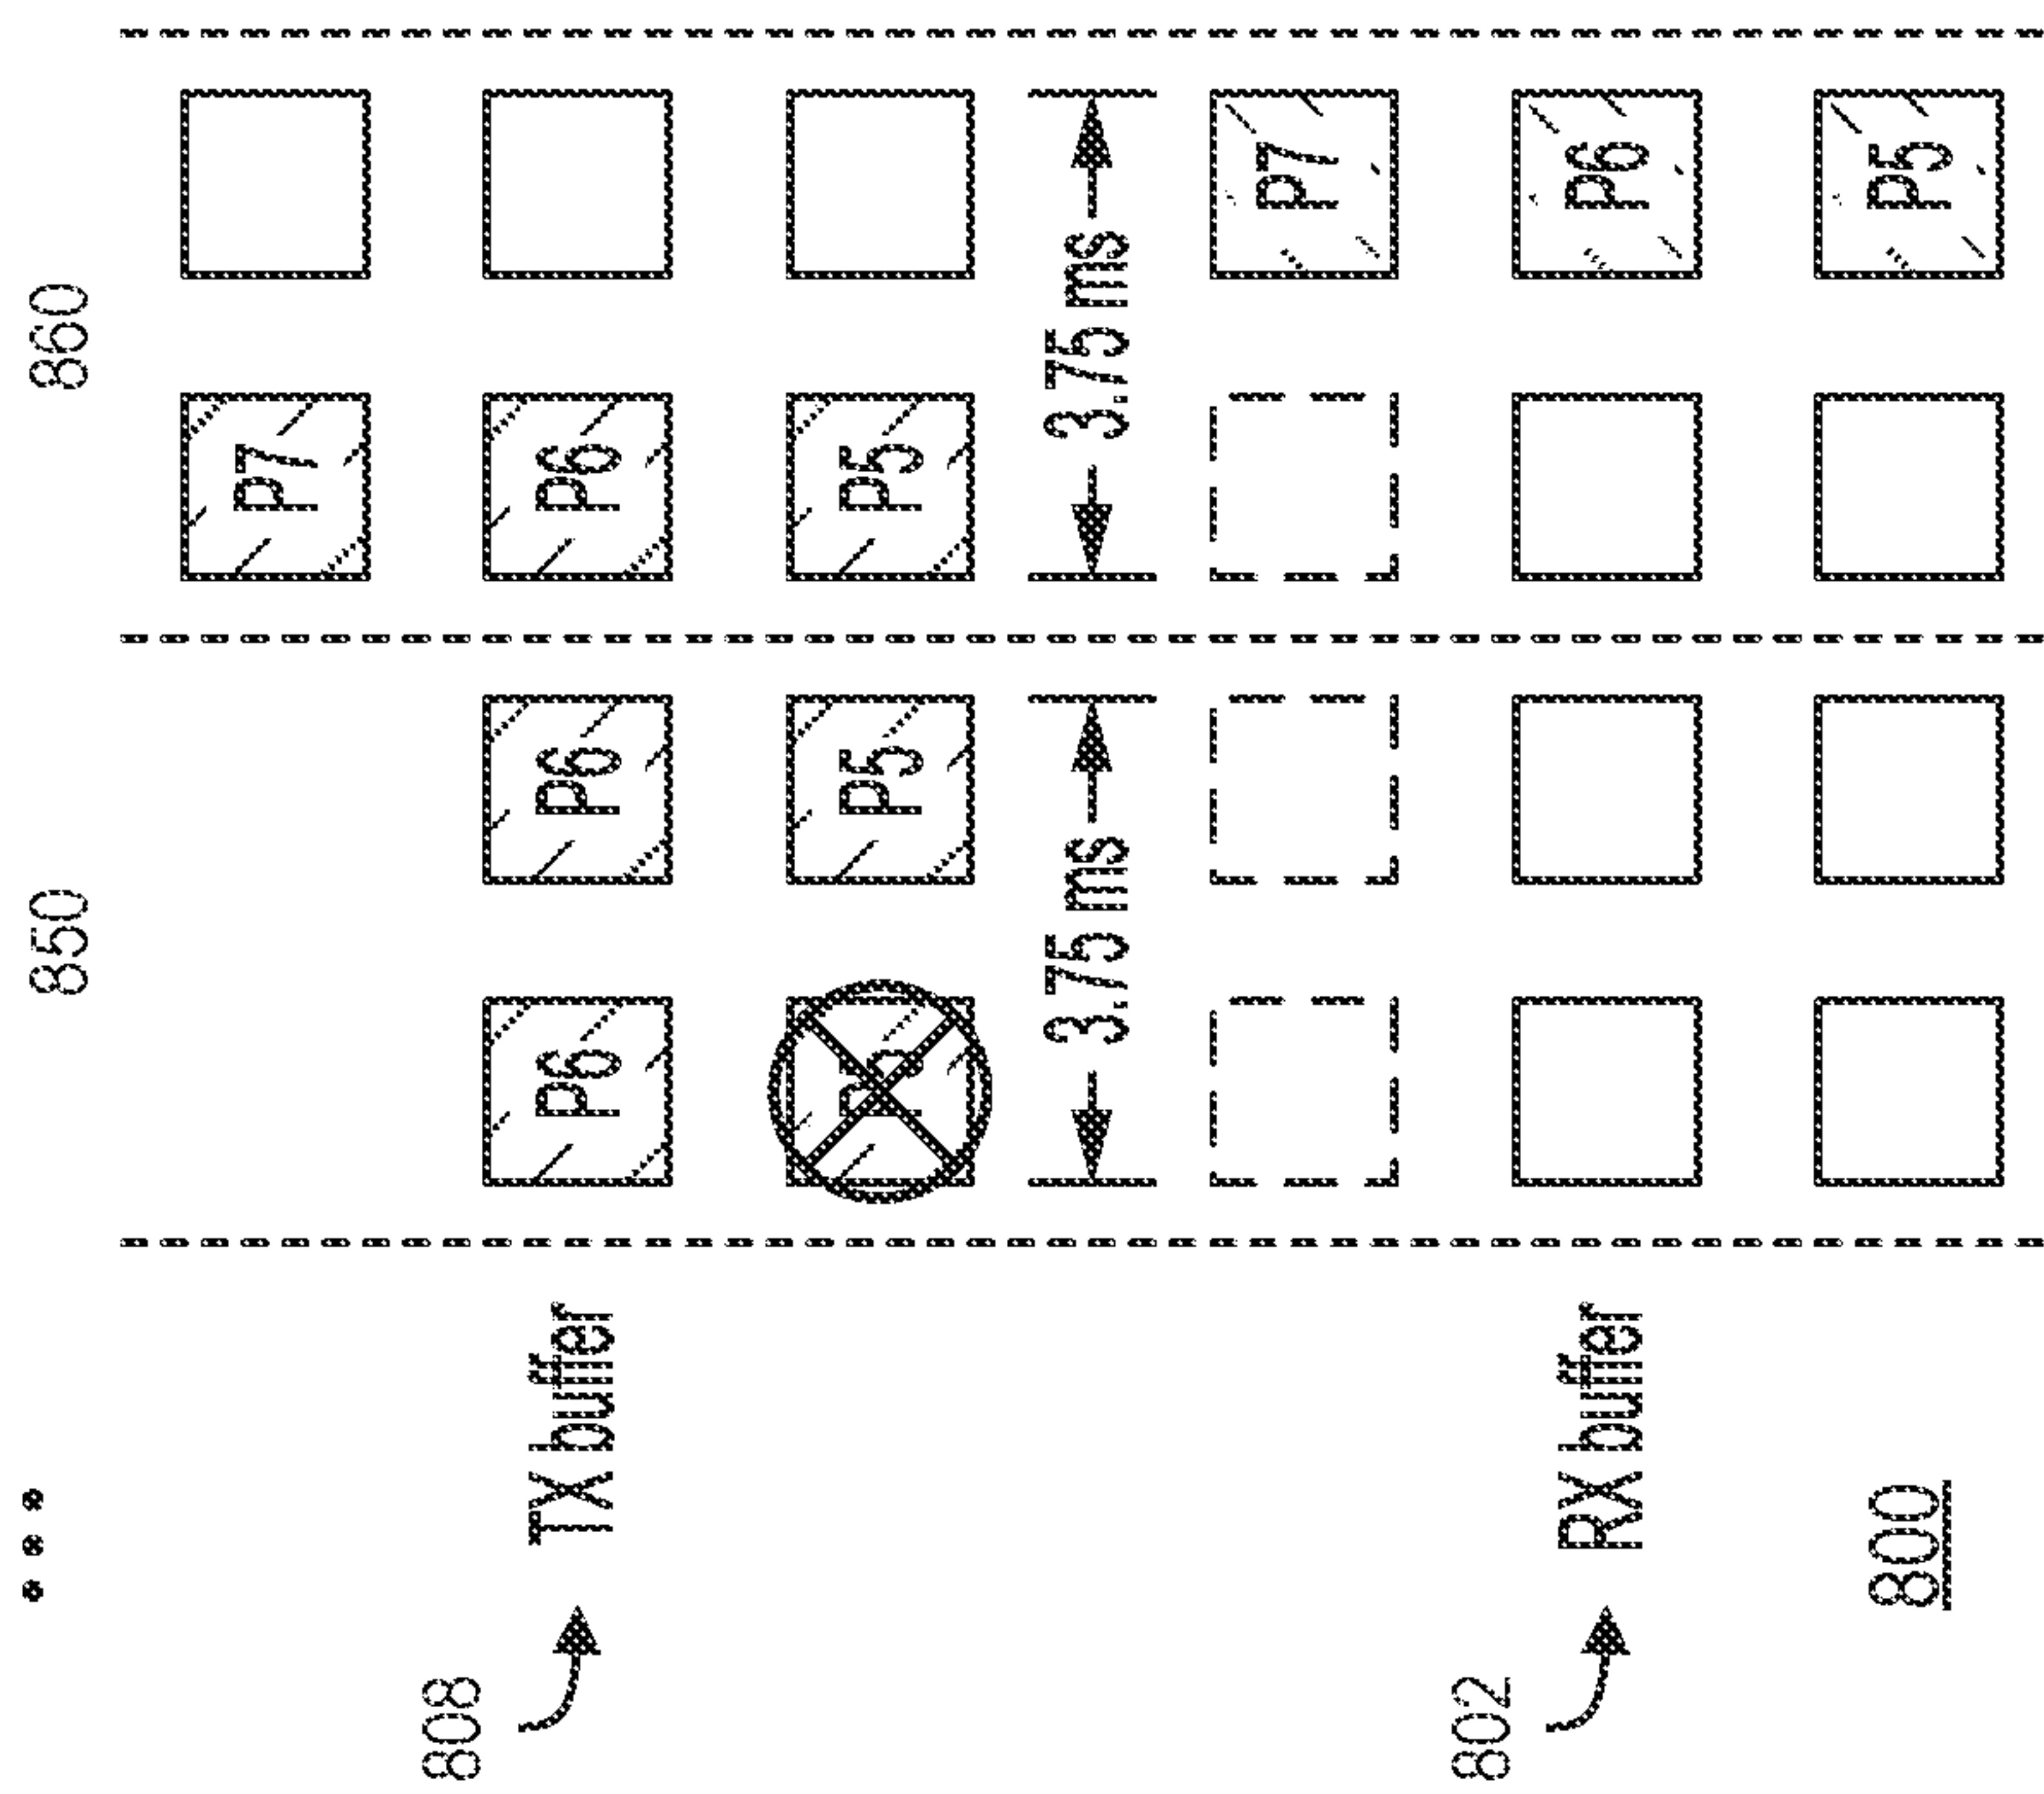 ••• 850 860
P7
808
TX buffer P6 P6 P6
P5 P5
3.75 ms 3.75 ms
P7
802
RX buffer P6
800 P5